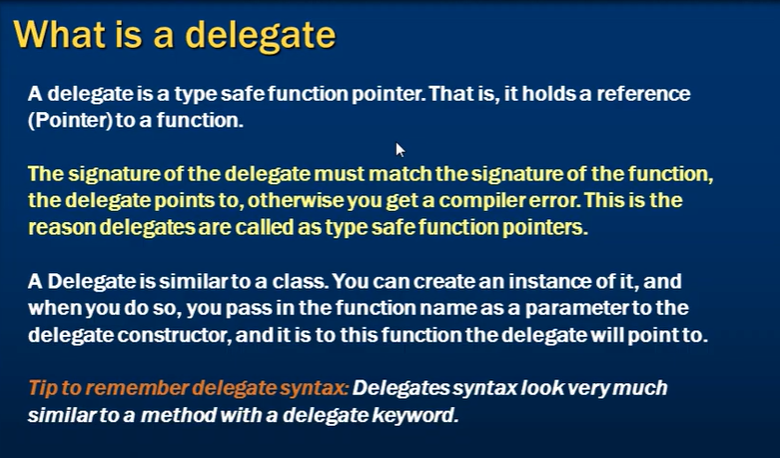 What is a delegate
A delegate is a type safe function pointer. That is, it holds a reference
(Pointer) to a function.
The signature of the delegate must match the signature of the function,
the delegate points to, otherwise you get a compiler error. This is the
reason delegates are called as type safe function pointers.
A Delegate is similar to a class. You can create an instance of it, and
when you do so, you pass in the function name as a parameter to the
delegate constructor, and it is to this function the delegate will point to.
Tip to remember delegate syntax: Delegates syntax look very much
similar to a method with a delegate keyword.